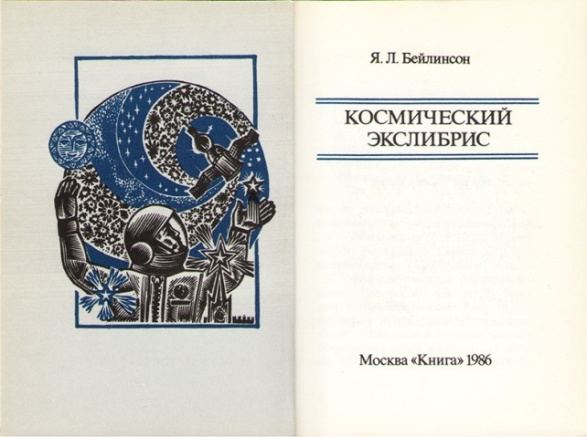 Я. Л. Бейлинсон
КОСМИЧЕСКИЙ
ЭКСЛИБРИС
Москва «Книга» 1986